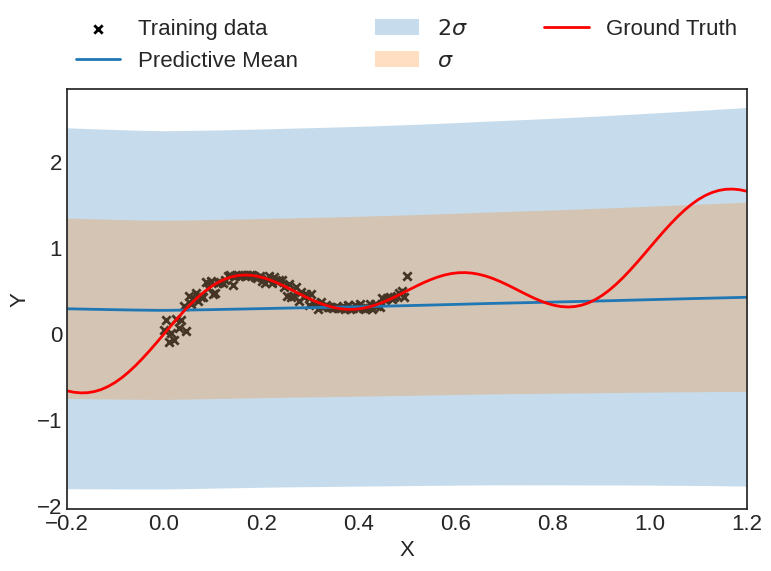 Training data
Predictive Mean
2σ
σ
Ground Truth
Y
2
1
0
−1
−2
−0.2 0.0 0.2 0.4 0.6 0.8 1.0 1.2
X